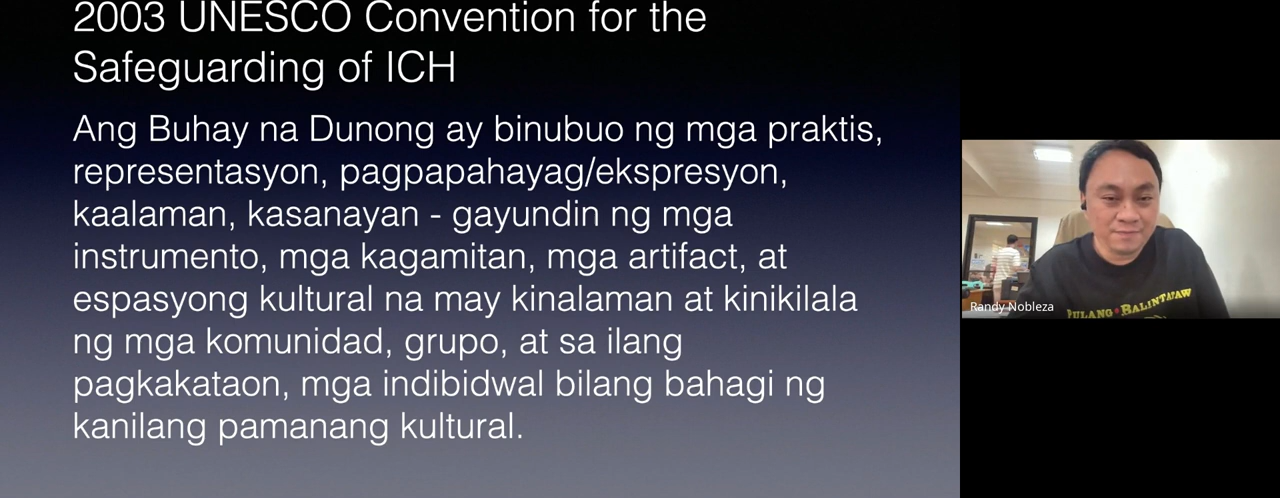 2003 UNESCO Convention for the
Safeguarding of ICH
Ang Buhay na Dunong ay binubuo ng mga praktis,
representasyon, pagpapahayag/ekspresyon,
kaalaman, kasanayan - gayundin ng mga
instrumento, mga kagamitan, mga artifact, at
espasyong kultural na may kinalaman at kinikilala
ng mga komunidad, grupo, at sa ilang
pagkakataon, mga indibidwal bilang bahagi ng
kanilang pamanang kultural.
Randy Nobleza
PULANG BALINTATAW